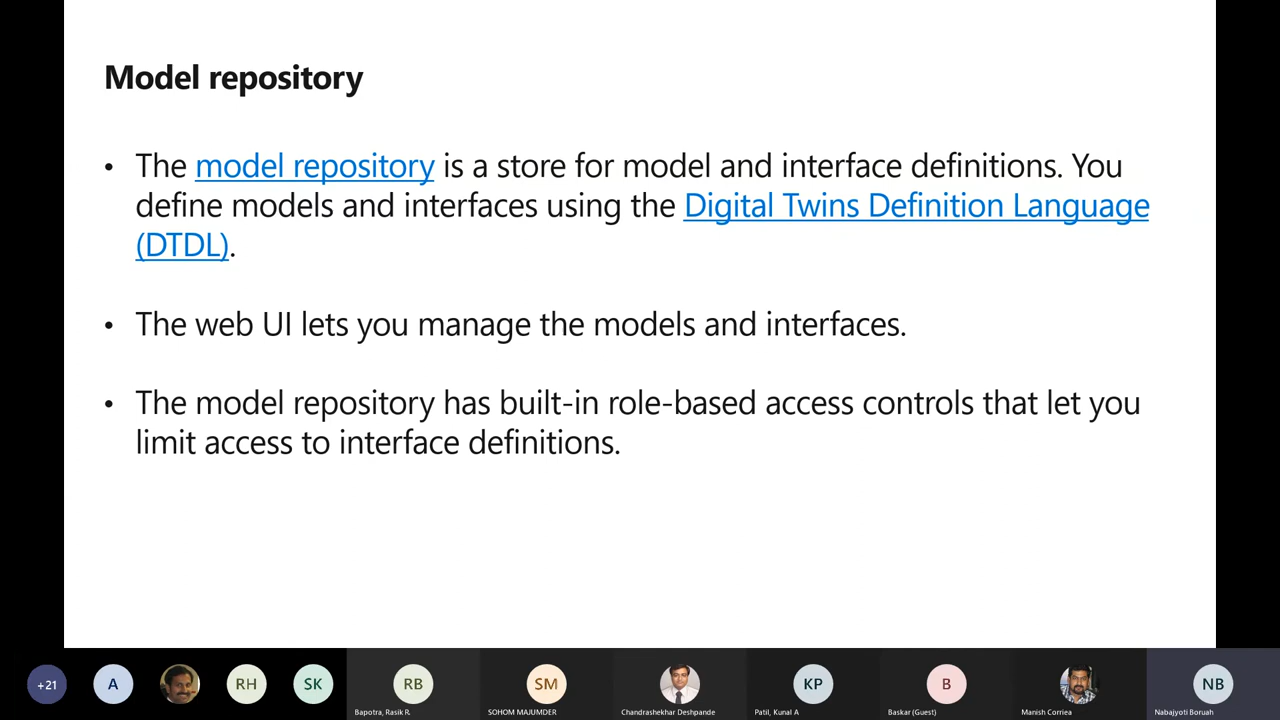 Model repository
• The model repository is a store for model and interface definitions. You
define models and interfaces using the Digital Twins Definition Language
(DTDL).
• The web UI lets you manage the models and interfaces.
• The model repository has built-in role-based access controls that let you
limit access to interface definitions.
+21
A
RH
SK
RB
SM
KP
B
NB
Bapotra, Rasik R.
SOHOM MAJUMDER
Chandrashekhar Deshpande
Patil, Kunal A
Baskar (Guest)
Manish Corriea
Nabajyoti Boruah